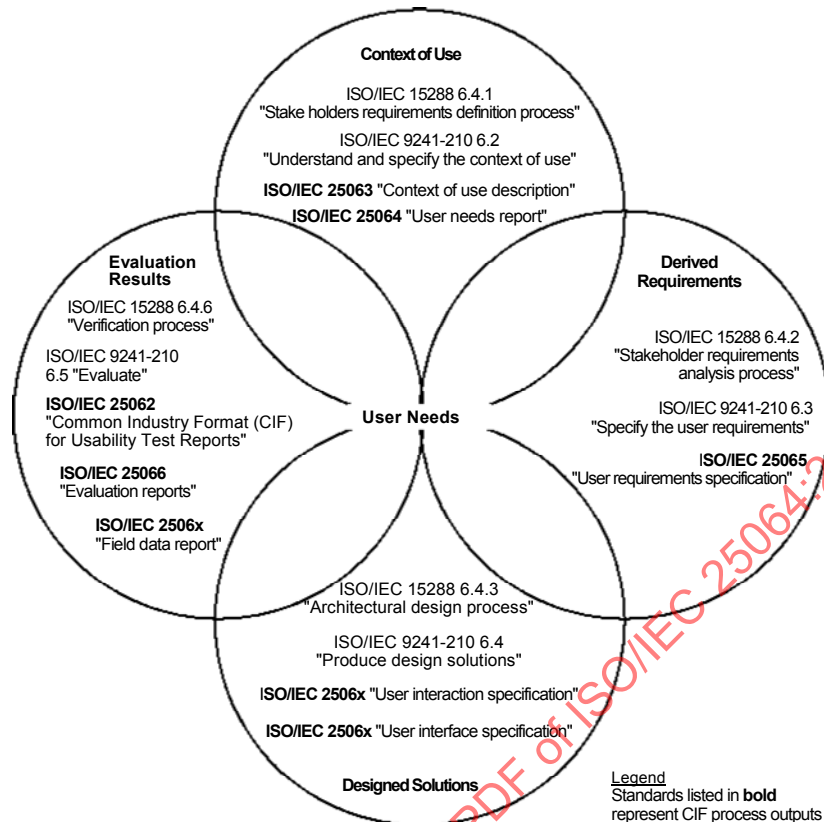 Context of Use
ISO/IEC 15288 6.4.1
"Stake holders requirements definition process"
ISO/IEC 9241-210 6.2
"Understand and specify the context of use"
ISO/IEC 25063 "Context of use description"
ISO/IEC 25064 "User needs report"
Evaluation
Results
ISO/IEC 15288 6.4.6
"Verification process"
ISO/IEC 9241-210
6.5 "Evaluate"
ISO/IEC 25062
"Common Industry Format (CIF)
for Usability Test Reports"
ISO/IEC 25066
"Evaluation reports"
ISO/IEC 2506x
"Field data report"
User Needs
Derived
Requirements
ISO/IEC 15288 6.4.2
"Stakeholder requirements
analysis process"
ISO/IEC 9241-210 6.3
"Specify the user requirements"
ISO/IEC 25065
"User requirements specification"
ISO/IEC 15288 6.4.3
"Architectural design process"
ISO/IEC 9241-210 6.4
"Produce design solutions"
ISO/IEC 2506x "User interaction specification"
ISO/IEC 2506x "User interface specification"
Designed Solutions
Legend
Standards listed in bold
represent CIF process outputs
PDF of ISO/IEC 25064:2